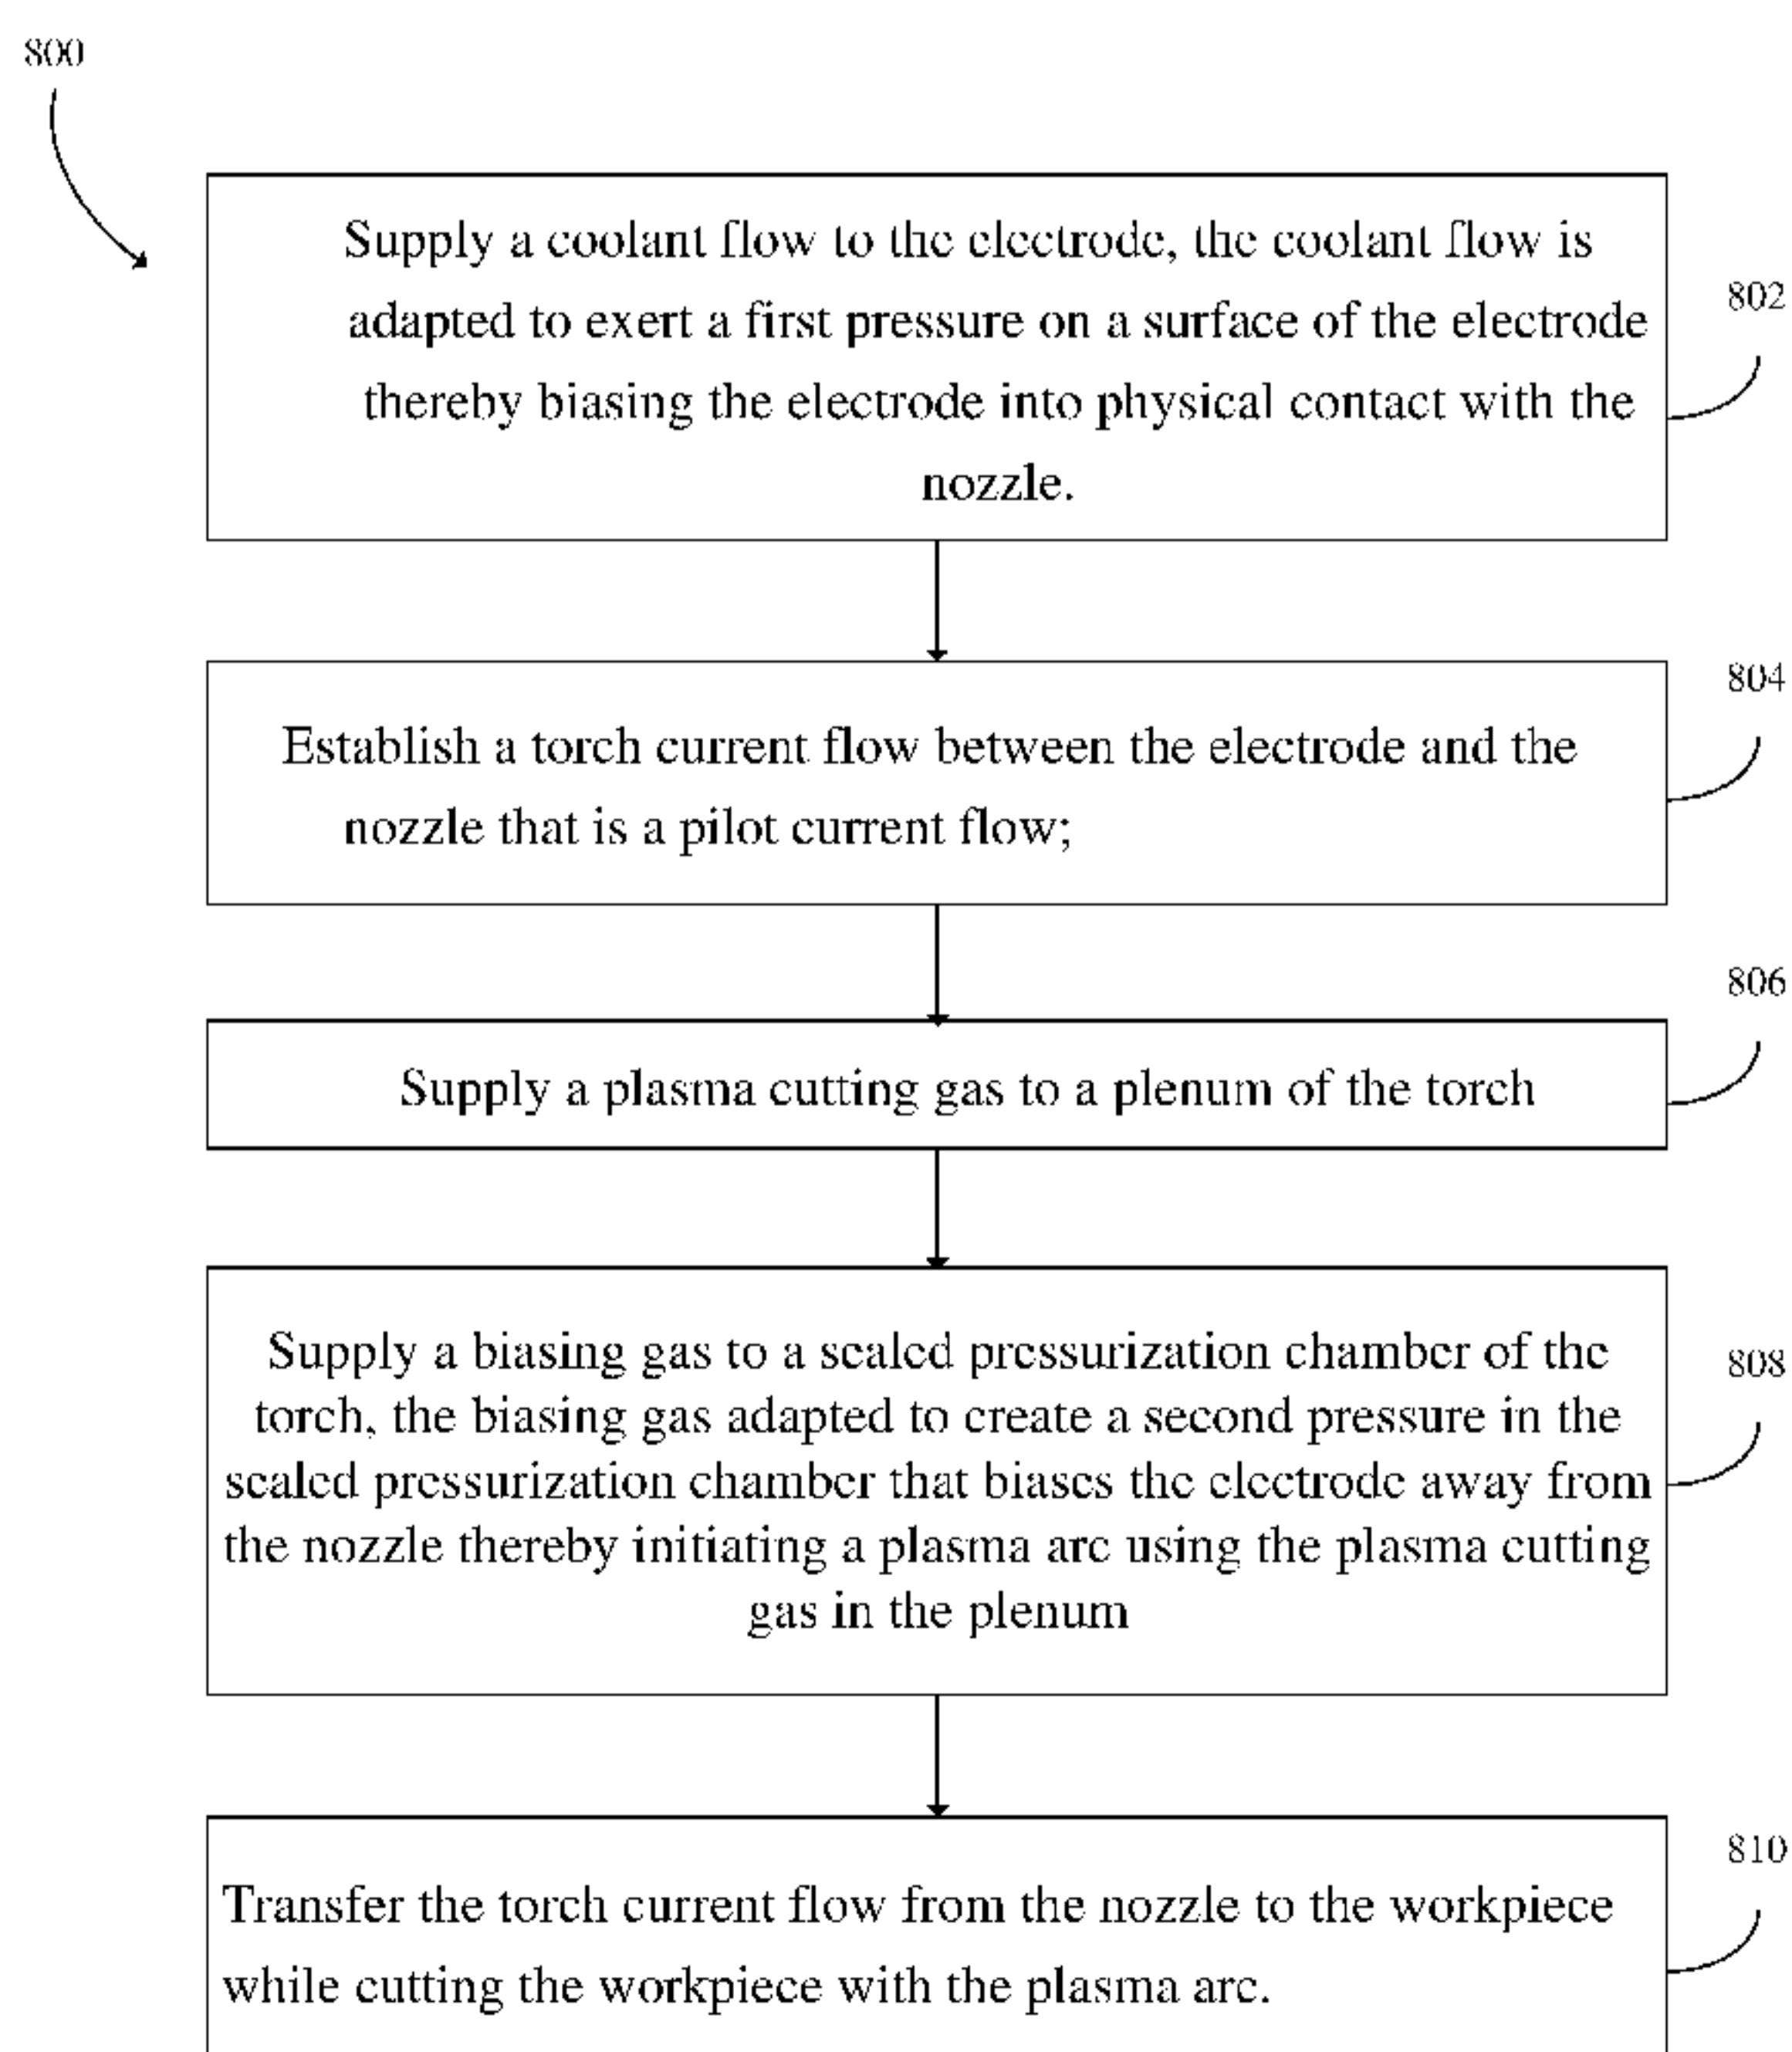 800
Supply a coolant flow to the electrode, the coolant flow is
adapted to exert a first pressure on a surface of the electrode
thereby biasing the electrode into physical contact with the
nozzle.
802
Establish a torch current flow between the electrode and the
nozzle that is a pilot current flow;
804
Supply a plasma cutting gas to a plenum of the torch
806
Supply a biasing gas to a sealed pressurization chamber of the
torch, the biasing gas adapted to create a second pressure in the
sealed pressurization chamber that biases the electrode away from
the nozzle thereby initiating a plasma arc using the plasma cutting
gas in the plenum
808
Transfer the torch current flow from the nozzle to the workpiece
while cutting the workpiece with the plasma arc.
810